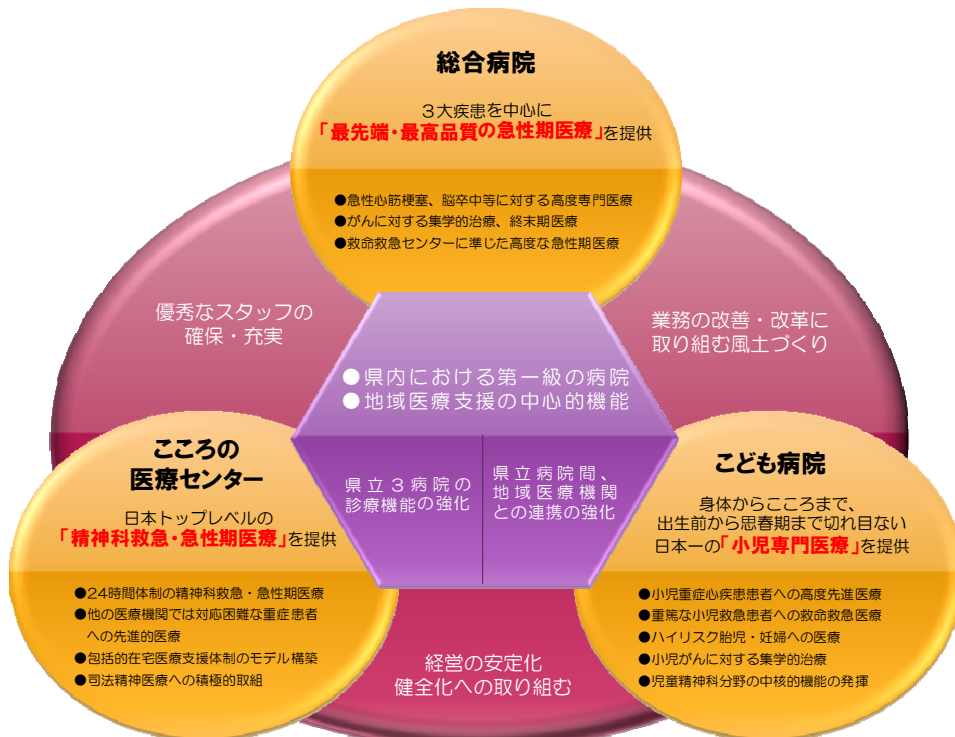 総合病院
３大疾患を中心に
「最先端・最高品質の急性期医療」を提供
●急性心筋梗塞、脳卒中等に対する高度専門医療
●がんに対する集学的治療、終末期医療
●救命救急センターに準じた高度な急性期医療
優秀なスタッフの
確保・充実
業務の改善・改革に
取り組む風土づくり
●県内における第一級の病院
●地域医療支援の中心的機能
県立３病院の
診療機能の強化
県立病院間、
地域医療機関
との連携の強化
こころの
医療センター
日本トップレベルの
「精神科救急・急性期医療」を提供
●24時間体制の精神科救急・急性期医療
●他の医療機関では対応困難な重症患者
への先進的医療
●包括的在宅医療支援体制のモデル構築
●司法精神医療への積極的取組
こども病院
身体からこころまで、
出生前から思春期まで切れ目ない
日本一の「小児専門医療」を提供
●小児重症心疾患患者への高度先進医療
●重篤な小児救急患者への救命救急医療
●ハイリスク胎児・妊婦への医療
●小児がんに対する集学的治療
●児童精神科分野の中核的機能の発揮
経営の安定化
健全化への取り組む